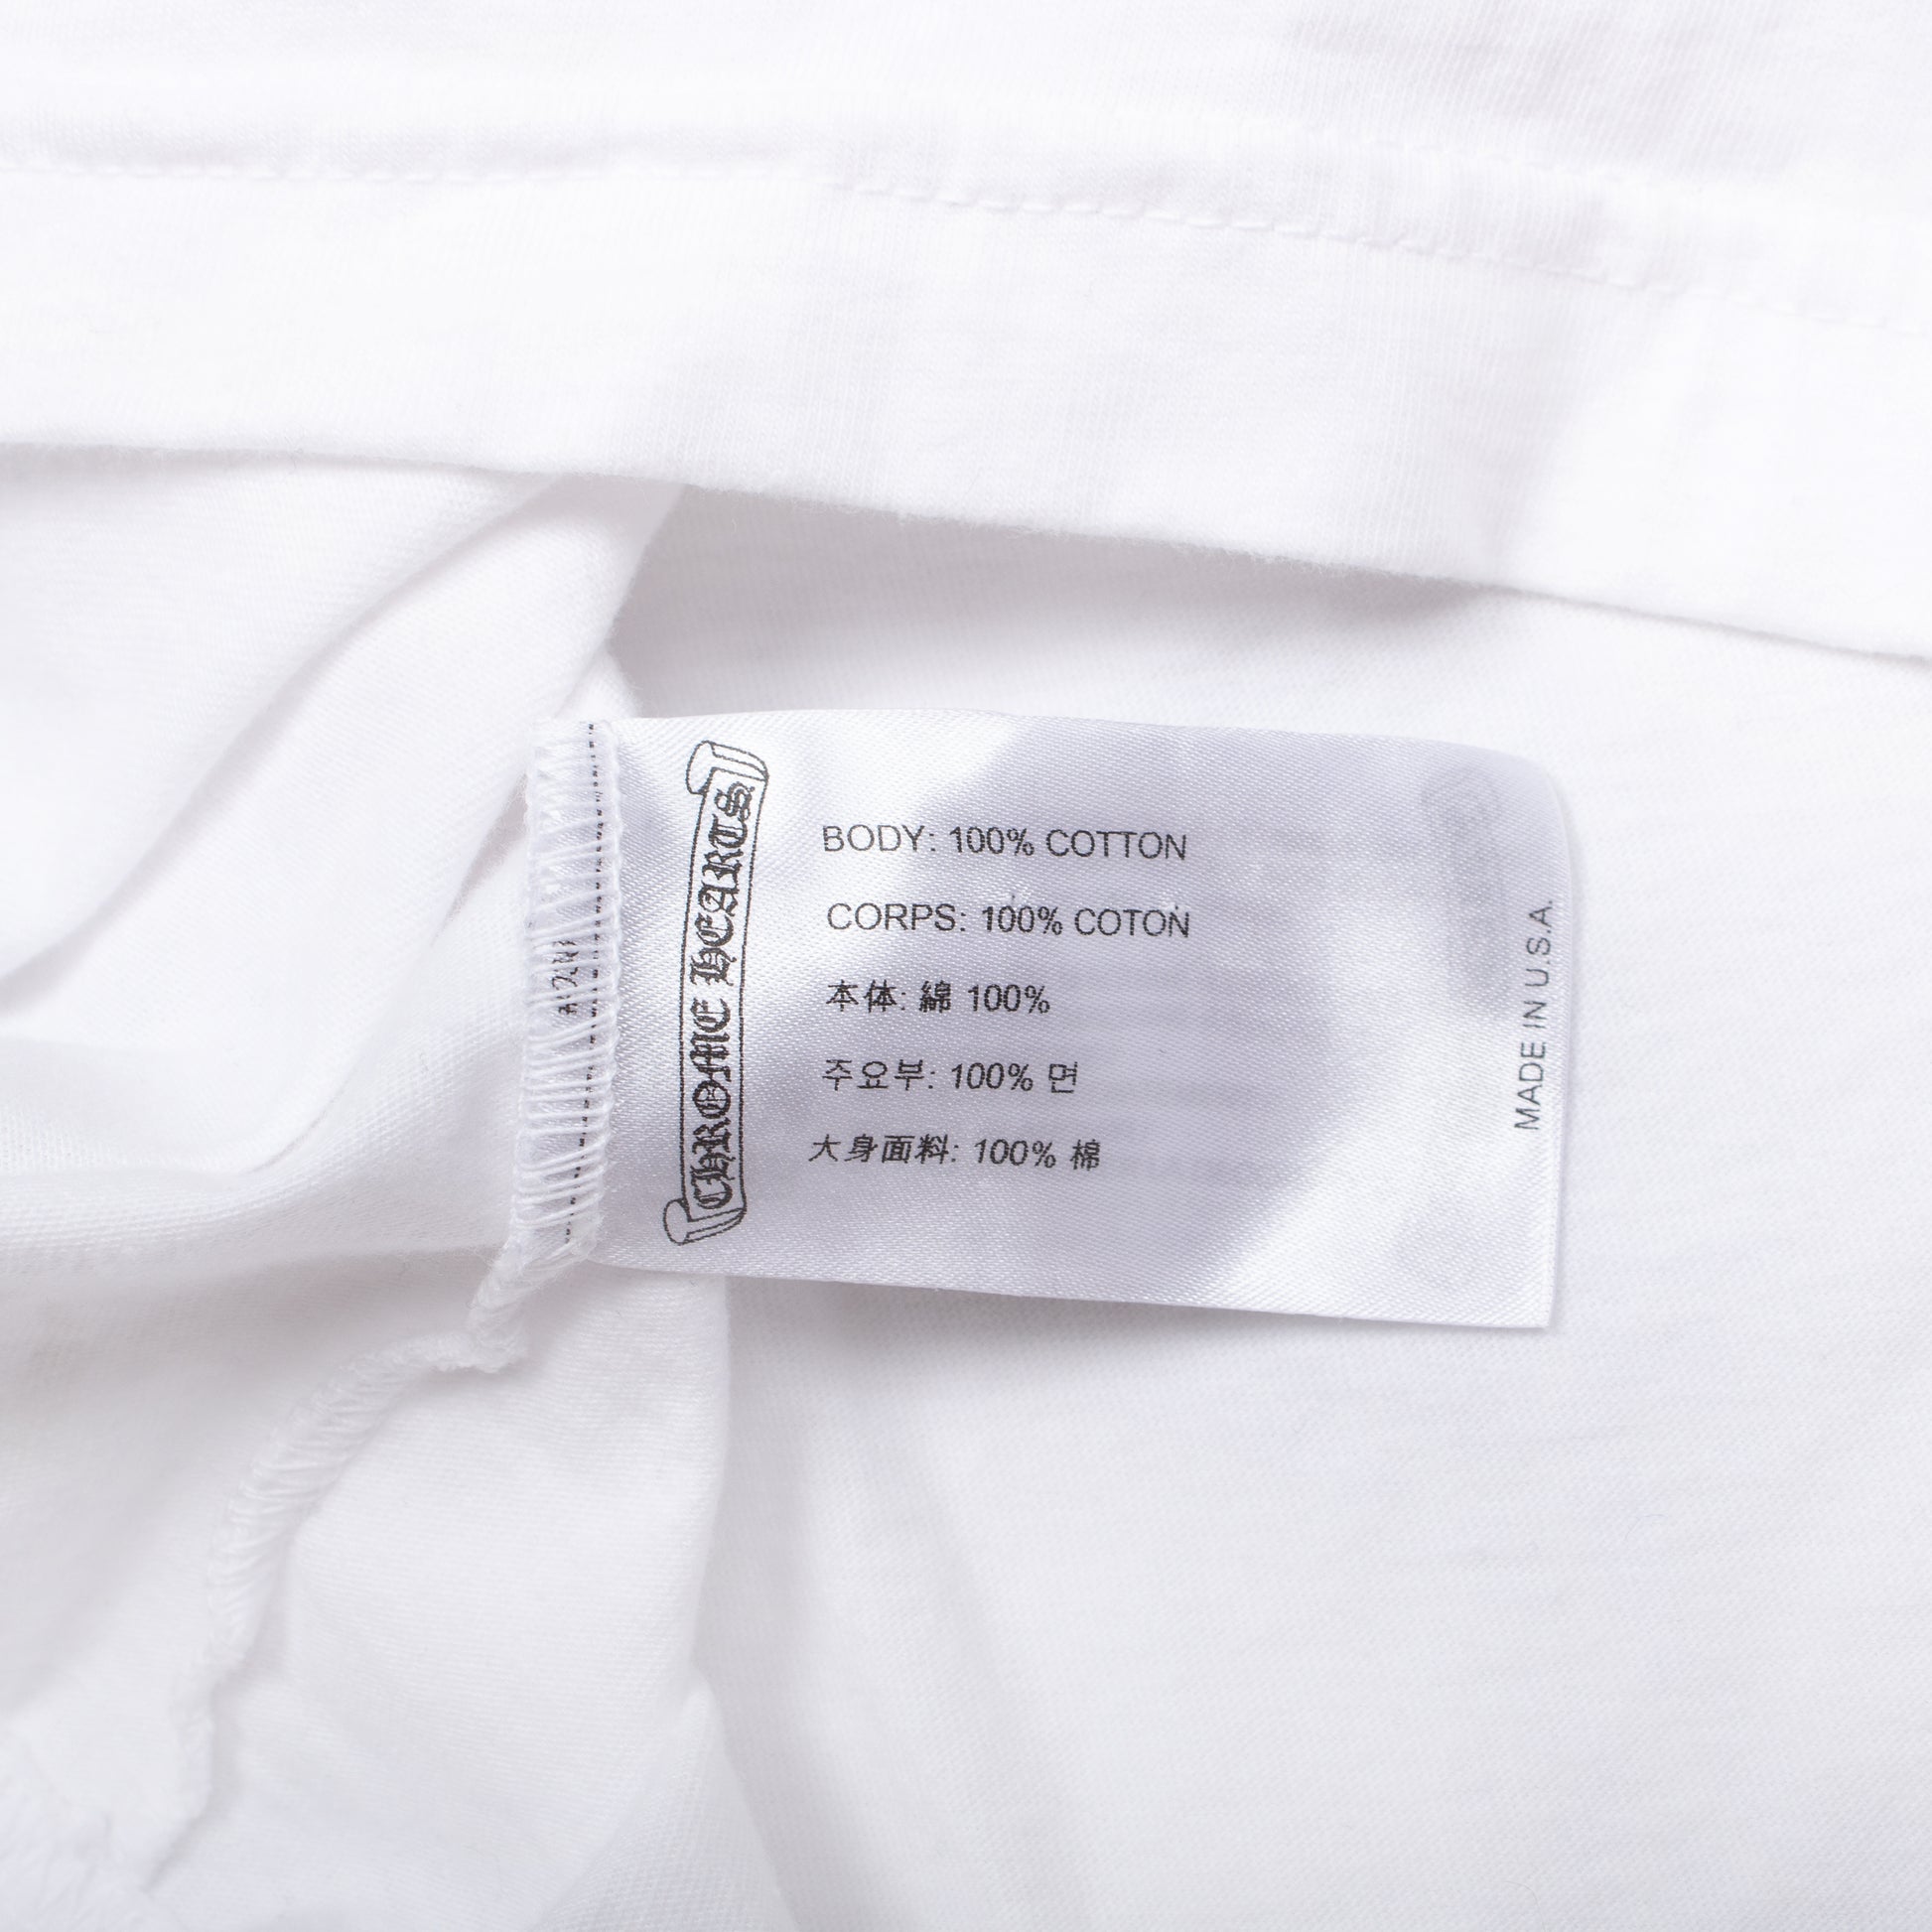 CHROME HEARTS
BODY: 100% COTTON
CORPS: 100% COTON
本体: 綿 100%
주요부: 100% 면
大身面料: 100% 棉
MADE IN U.S.A.